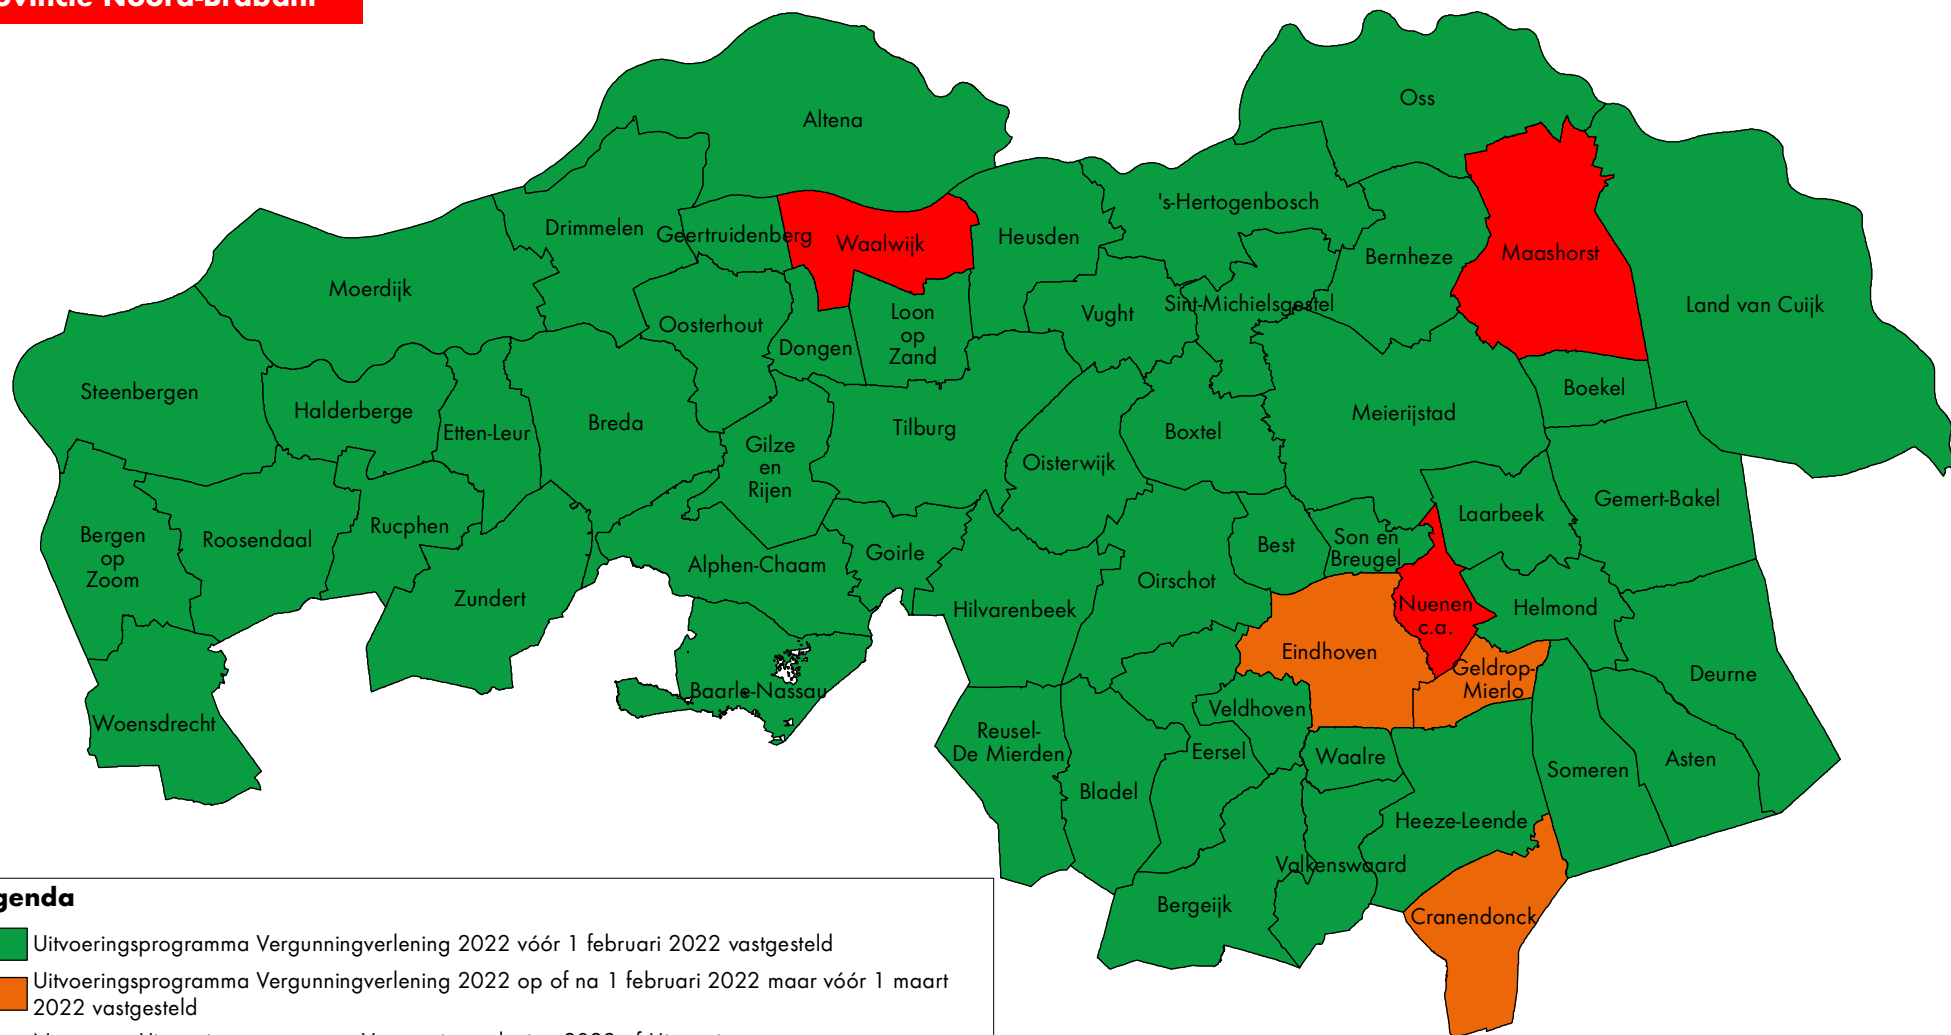 Noord-Brabant
Oss
Altena
's-Hertogenbosch
Drimmelen
Geertruidenberg
Waalwijk
Heusden
Bernheze
Maashorst
Moerdijk
Land van Cuijk
Sint-Michielsgestel
Vught
Loon
op
Zand
Oosterhout
Dongen
Steenbergen
Halderberge
Etten-Leur
Breda
Tilburg
Boekel
Meierijstad
Boxtel
Gilze
en
Rijen
Oisterwijk
Gemert-Bakel
Laarbeek
Bergen
op
Zoom
Roosendaal
Rucphen
Son en
Breugel
Best
Goirle
Alphen-Chaam
Oirschot
Zundert
Hilvarenbeek
Nuenen
c.a.
Helmond
Eindhoven
Geldrop-
Mierlo
Deurne
Baarle-Nassau
Woensdrecht
Veldhoven
Reusel-
De Mierden
Eersel
Waalre
Someren
Asten
Bladel
Heeze-Leende
Valkenswaard
Bergeijk
Cranendonck
genda
Uitvoeringsprogramma Vergunningverlening 2022 vóór 1 februari 2022 vastgesteld
Uitvoeringsprogramma Vergunningverlening 2022 op of na 1 februari 2022 maar vóór 1 maart
2022 vastgesteld